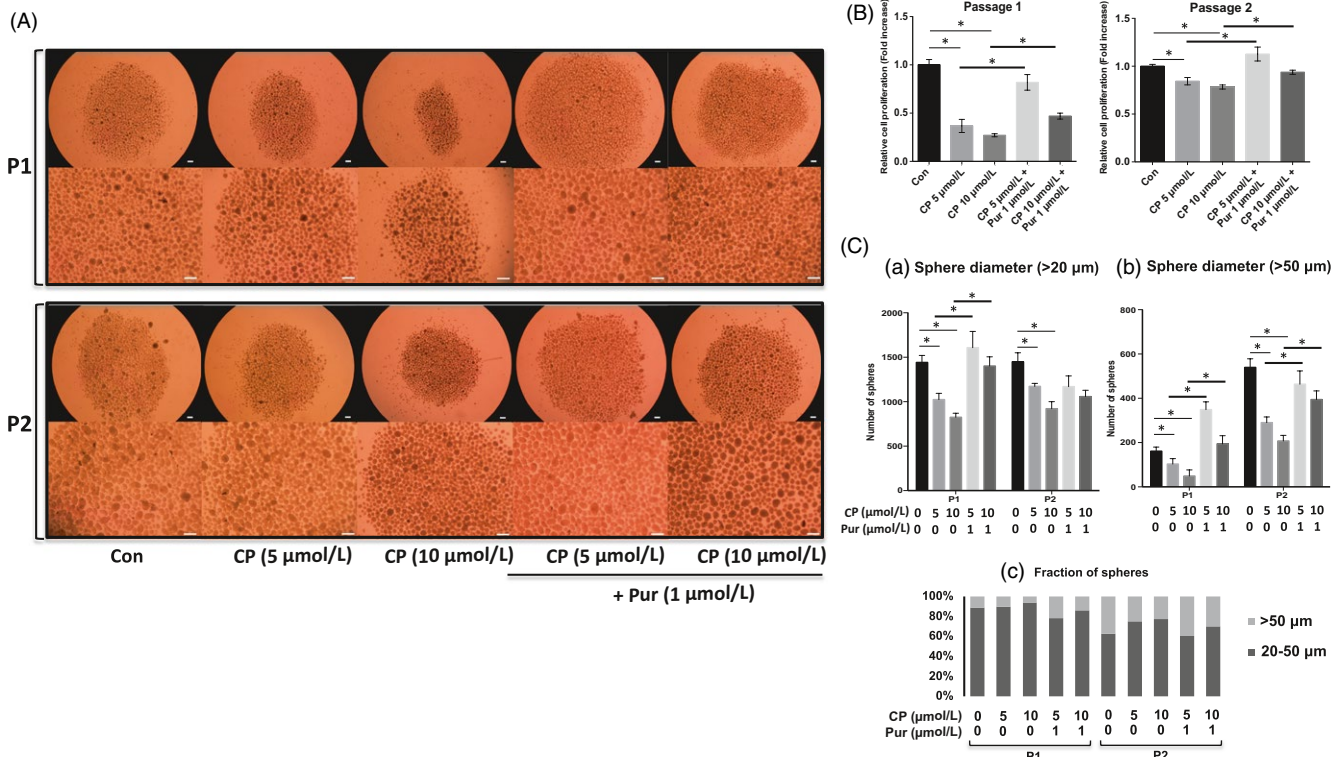 (A)
P1
P2
Con
CP (5 µmol/L)
CP (10 µmol/L)
CP (5 µmol/L)
CP (10 µmol/L)
+ Pur (1 µmol/L)
(B)
Passage 1
Relative cell proliferation (Fold increase)
1.5
1.0
0.5
0.0
*
*
*
*
Con
CP 5 µmol/L
CP 10 µmol/L
CP 5 µmol/L +
Pur 1 µmol/L
CP 10 µmol/L +
Pur 1 µmol/L
Passage 2
Relative cell proliferation (Fold increase)
1.5
1.0
0.5
0.0
*
*
*
*
Con
CP 5 µmol/L
CP 10 µmol/L
CP 5 µmol/L +
Pur 1 µmol/L
CP 10 µmol/L +
Pur 1 µmol/L
(C)
(a) Sphere diameter (>20 µm)
Number of spheres
2000
1500
1000
500
0
*
*
*
*
*
*
P1 P2
CP (µmol/L) 0 5 10 5 10 0 5 10 5 10
Pur (µmol/L) 0 0 0 1 1 0 0 0 1 1
(b) Sphere diameter (>50 µm)
Number of spheres
800
600
400
200
0
*
*
*
*
*
*
*
*
P1 P2
0 5 10 5 10 0 5 10 5 10
0 0 0 1 1 0 0 0 1 1
(c) Fraction of spheres
100%
80%
60%
40%
20%
0%
>50 µm
20-50 µm
CP (µmol/L) 0 5 10 5 10 0 5 10 5 10
Pur (µmol/L) 0 0 0 1 1 0 0 0 1 1
P1 P2